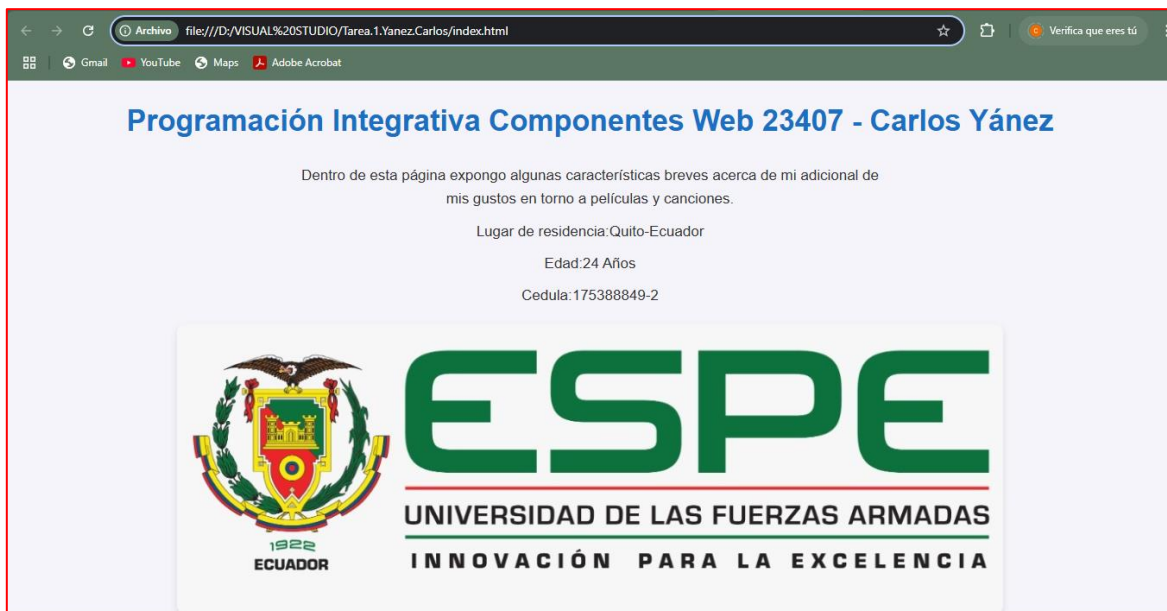 Archivo file:///D:/VISUAL%20STUDIO/Tarea.1.Yanez.Carlos/index.html C Verifica que eres tú
Gmail YouTube Maps Adobe Acrobat
Programación Integrativa Componentes Web 23407 - Carlos Yánez
Dentro de esta página expongo algunas características breves acerca de mi adicional de
mis gustos en torno a películas y canciones.
Lugar de residencia:Quito-Ecuador
Edad:24 Años
Cedula:175388849-2
ESPE
UNIVERSIDAD DE LAS FUERZAS ARMADAS
INNOVACIÓN PARA LA EXCELENCIA
1922
ECUADOR